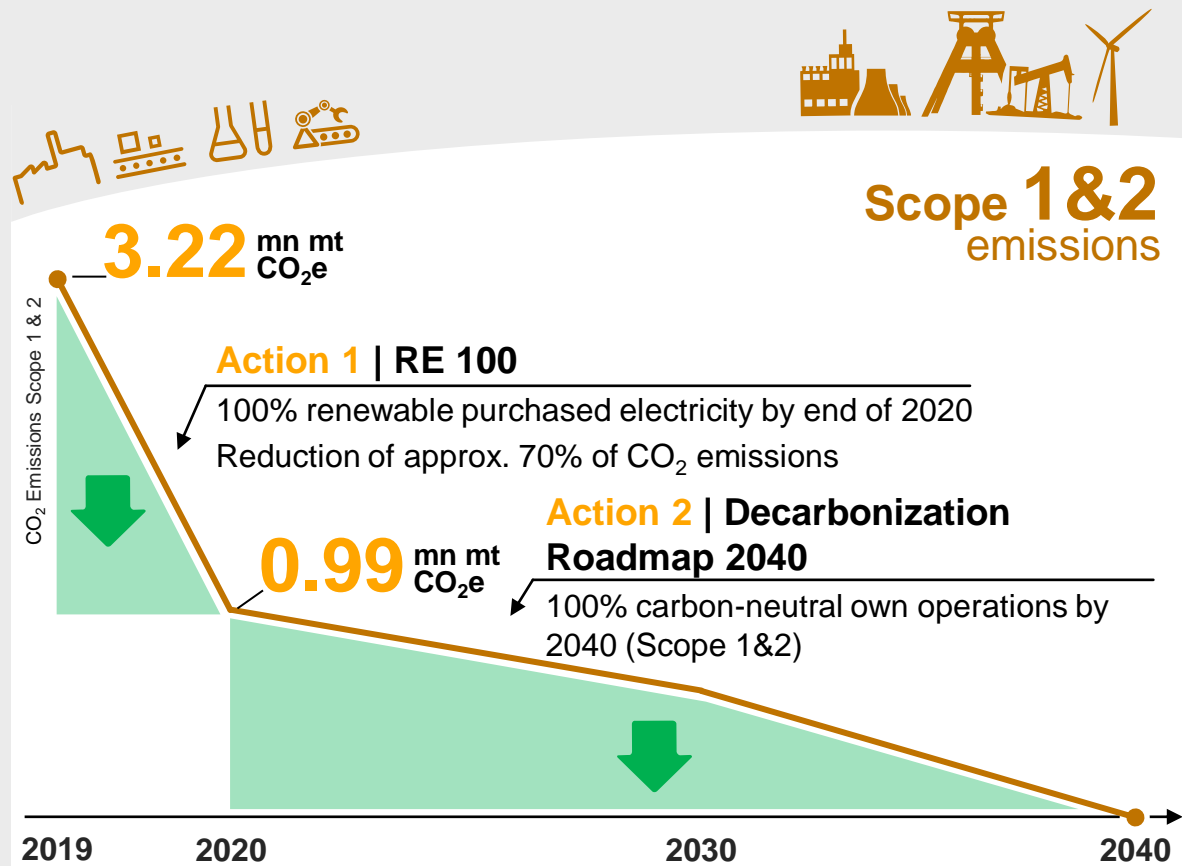 Scope 1&2
emissions
3.22 mn mt
CO₂e
CO₂ Emissions Scope 1 & 2
Action 1 | RE 100
100% renewable purchased electricity by end of 2020
Reduction of approx. 70% of CO₂ emissions
0.99 mn mt
CO₂e
Action 2 | Decarbonization
Roadmap 2040
100% carbon-neutral own operations by
2040 (Scope 1&2)
2019 2020 2030 2040